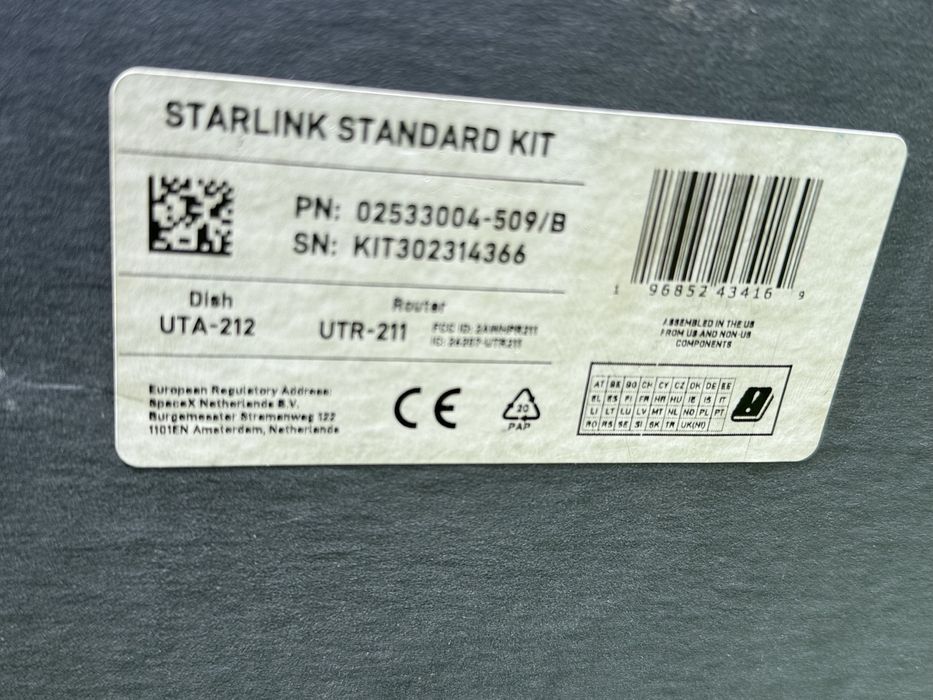 STARLINK STANDARD KIT
PN: 02533004-509/B
SN: KIT302314366
1 96852 43416 9
Dish
UTA-212
Router
UTR-211
FCC ID: 2AWHPR211
ASSEMBLED IN THE US
FROM US AND NON-US
COMPONENTS
European Regulatory Address:
SpaceX Netherlands B.V.
Burgemeester Stramanweg 122
1101EN Amsterdam, Netherlands
CE
20
PAP
AT BE BG CH CY CZ DK DE EE
EL ES FI FR HR HU IE IS IT
LI LT LU LV MT NL NO PL PT
RO RS SE SI SK TR UK(NI)